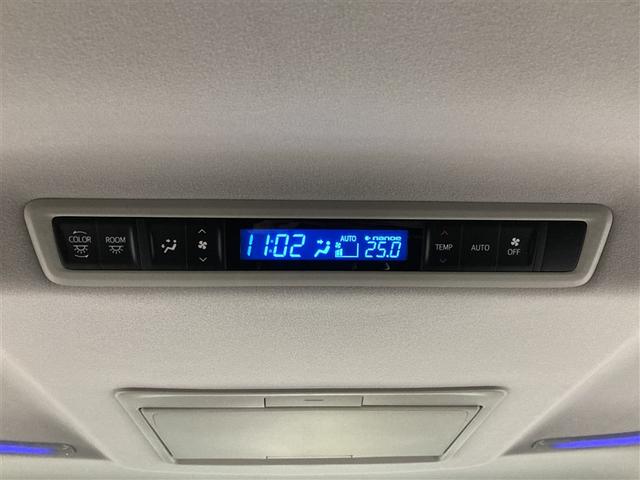 COLOR
ROOM
11:02
AUTO
nanoe
25.0
TEMP
AUTO
OFF